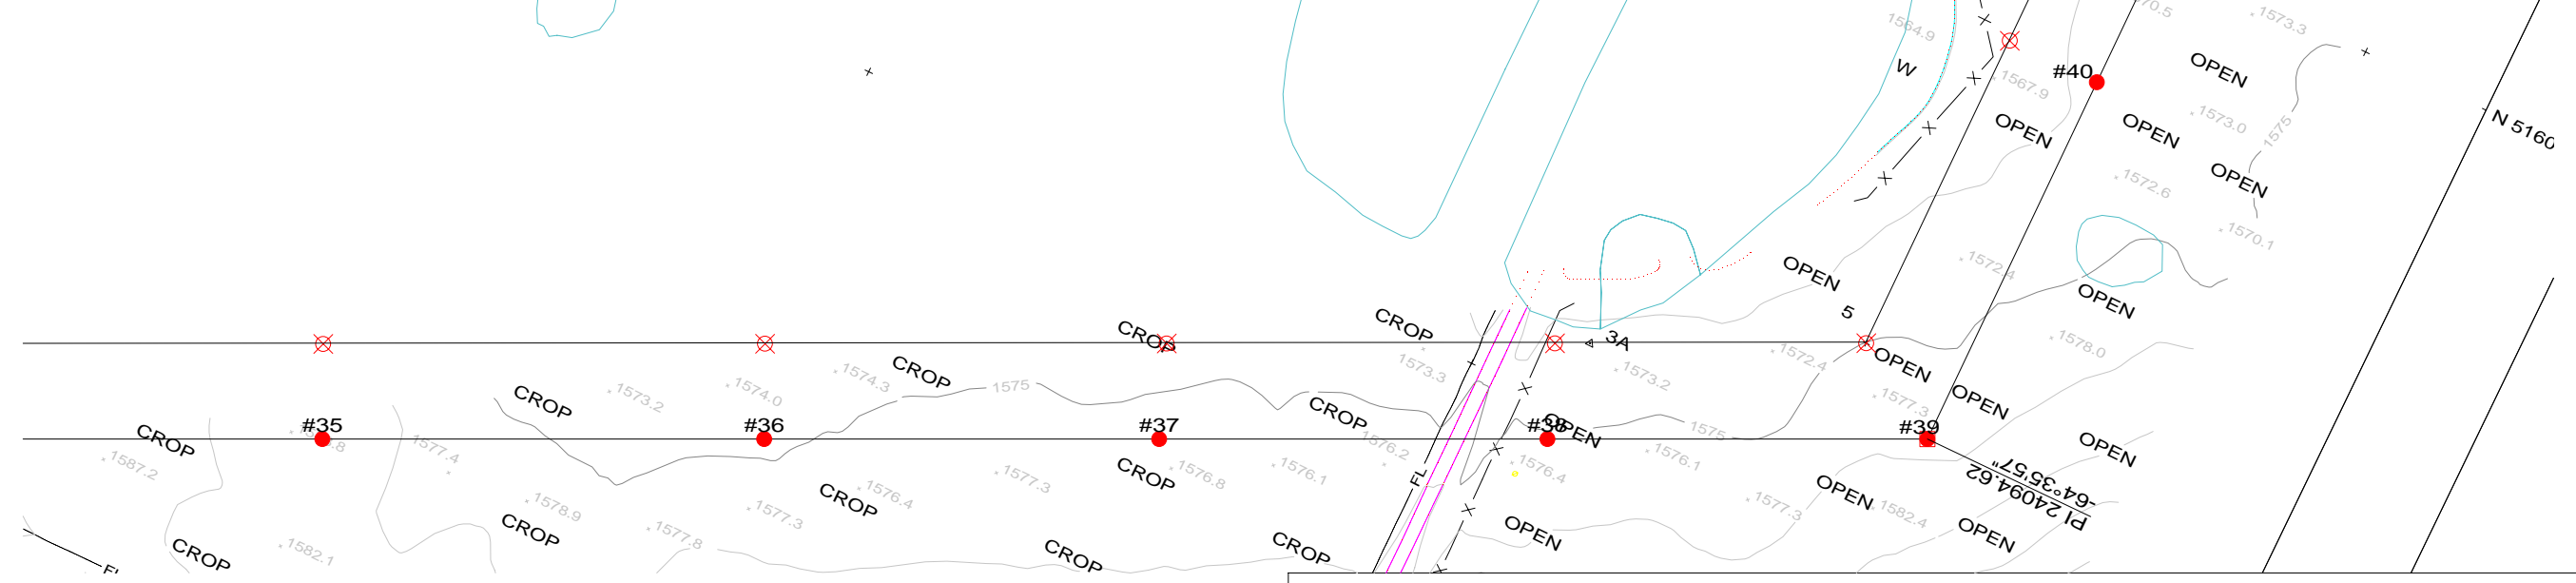 1564.9
W
1573.3
OPEN
#40
1567.9
OPEN
OPEN
1573.0
1575
N 5160
OPEN
1572.6
1570.1
1572.4
OPEN
OPEN
5
3A
CROP
CROP
1573.3
1573.2
1572.4
1578.0
OPEN
CROP
1574.3
1574.0
1573.2
1575
CROP
CROP
1577.3
OPEN
#35
#36
#37
#38
OPEN
1575
#39
CROP
1587.2
1577.4
1576.2
1576.1
OPEN
1577.3
CROP
1576.8
1576.1
FL
1576.4
OPEN
-64°35'57"
PI 24094.62
1578.9
CROP
1577.3
CROP
1576.4
1577.3
1582.4
1577.8
OPEN
OPEN
CROP
1582.1
CROP
CROP